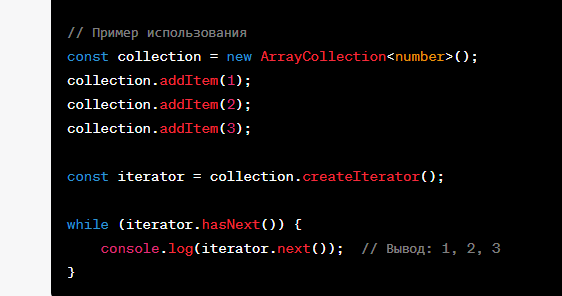 // Пример использования
const collection = new ArrayCollection<number>();
collection.addItem(1);
collection.addItem(2);
collection.addItem(3);
const iterator = collection.createIterator();
while (iterator.hasNext()) {
    console.log(iterator.next());  // Вывод: 1, 2, 3
}